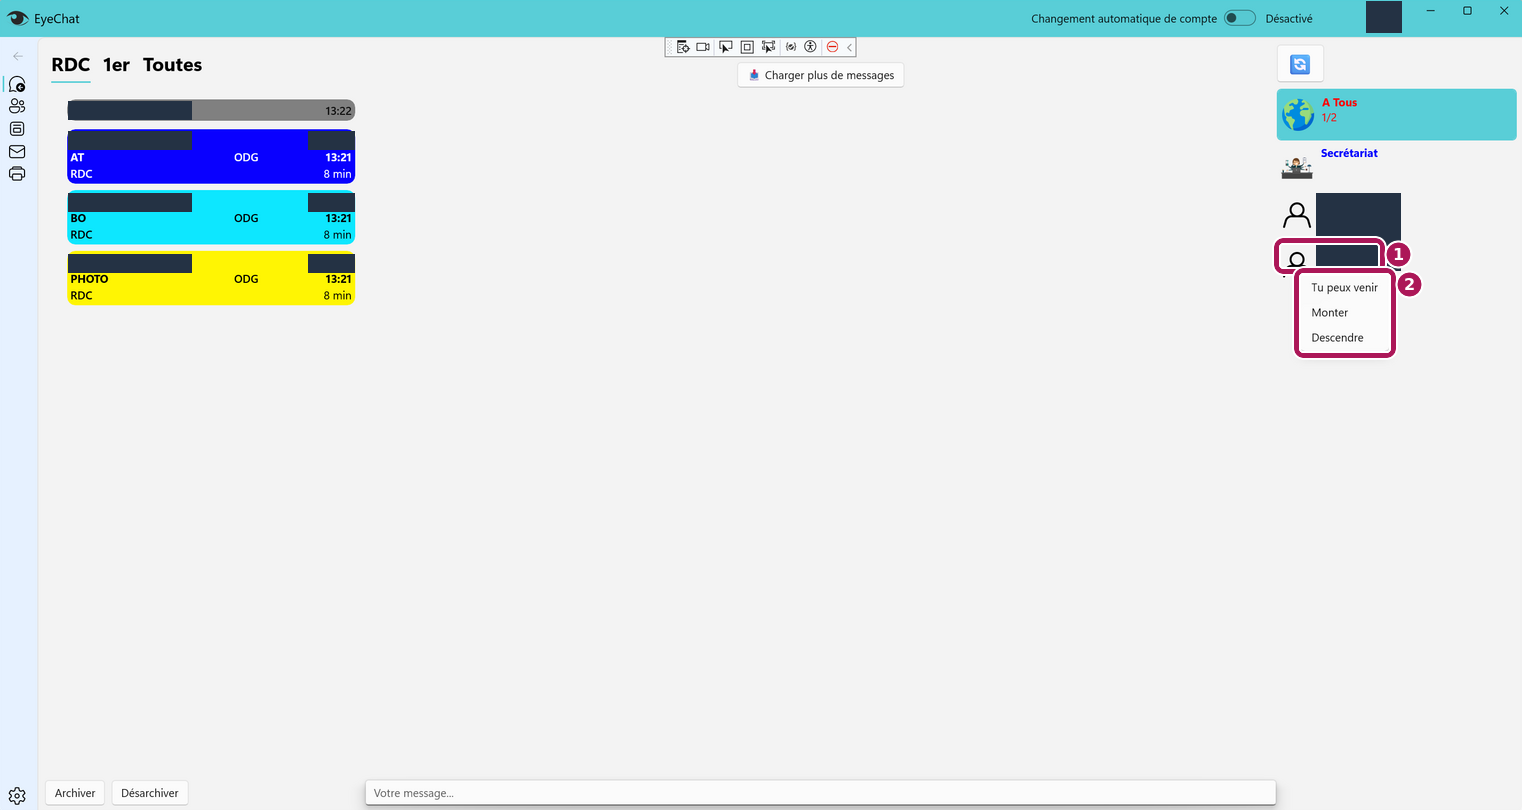 EyeChat
Changement automatique de compte
Désactivé
RDC 1er Toutes
Charger plus de messages
13:22
AT ODG 13:21
RDC 8 min
BO ODG 13:21
RDC 8 min
PHOTO ODG 13:21
RDC 8 min
A Tous
1/2
Secrétariat
1
2
Tu peux venir
Monter
Descendre
Archiver
Désarchiver
Votre message...